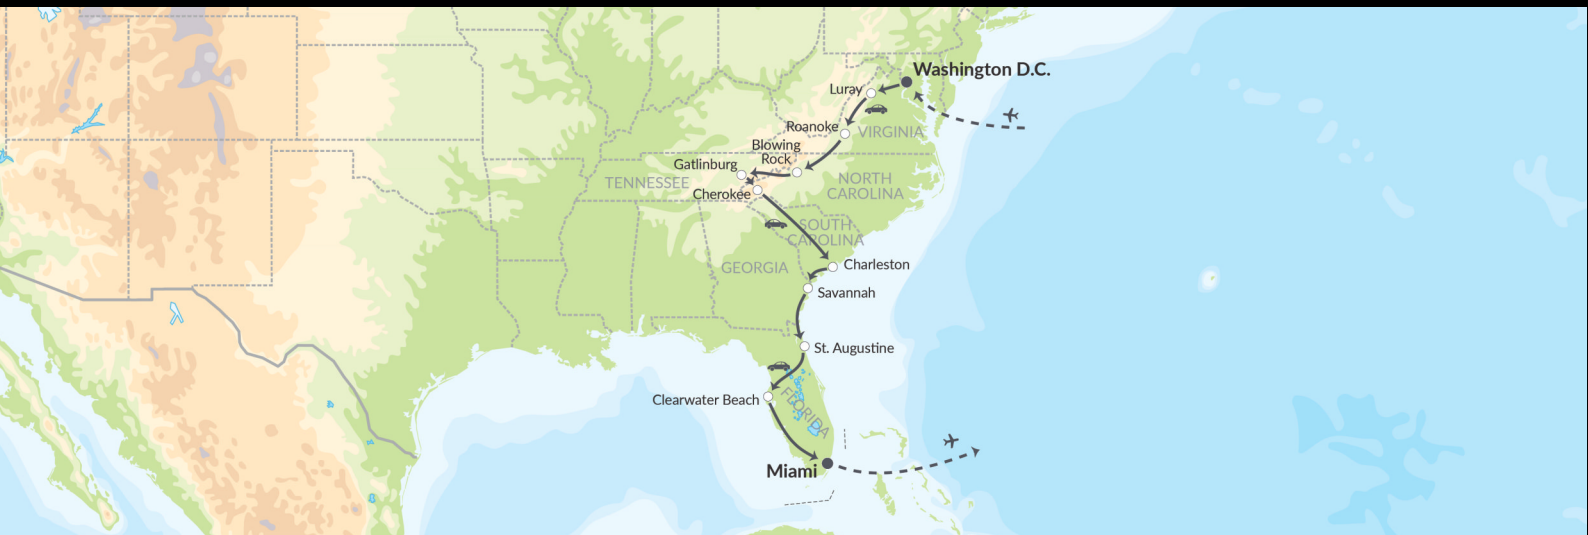 Washington D.C.
Luray
Roanoke
VIRGINIA
Blowing
Rock
Gatlinburg
TENNESSEE
NORTH
CAROLINA
Cherokee
SOUTH
CAROLINA
GEORGIA
Charleston
Savannah
St. Augustine
Clearwater Beach
FLORIDA
Miami